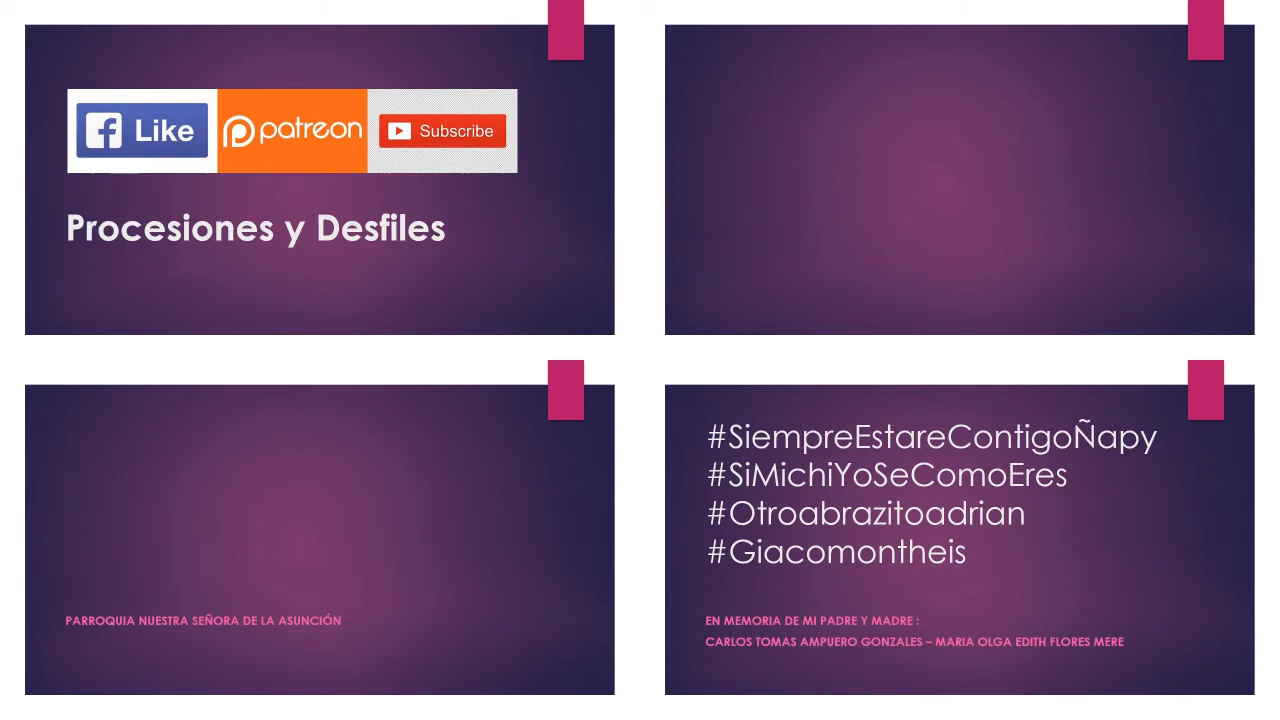 Like
patreon
Subscribe
Procesiones y Desfiles
PARROQUIA NUESTRA SEÑORA DE LA ASUNCIÓN
#SiempreEstareContigoÑapy
#SiMichiYoSeComoEres
#Otroabrazitoadrian
#Giacomontheis
EN MEMORIA DE MI PADRE Y MADRE :
CARLOS TOMAS AMPUERO GONZALES – MARIA OLGA EDITH FLORES MERE